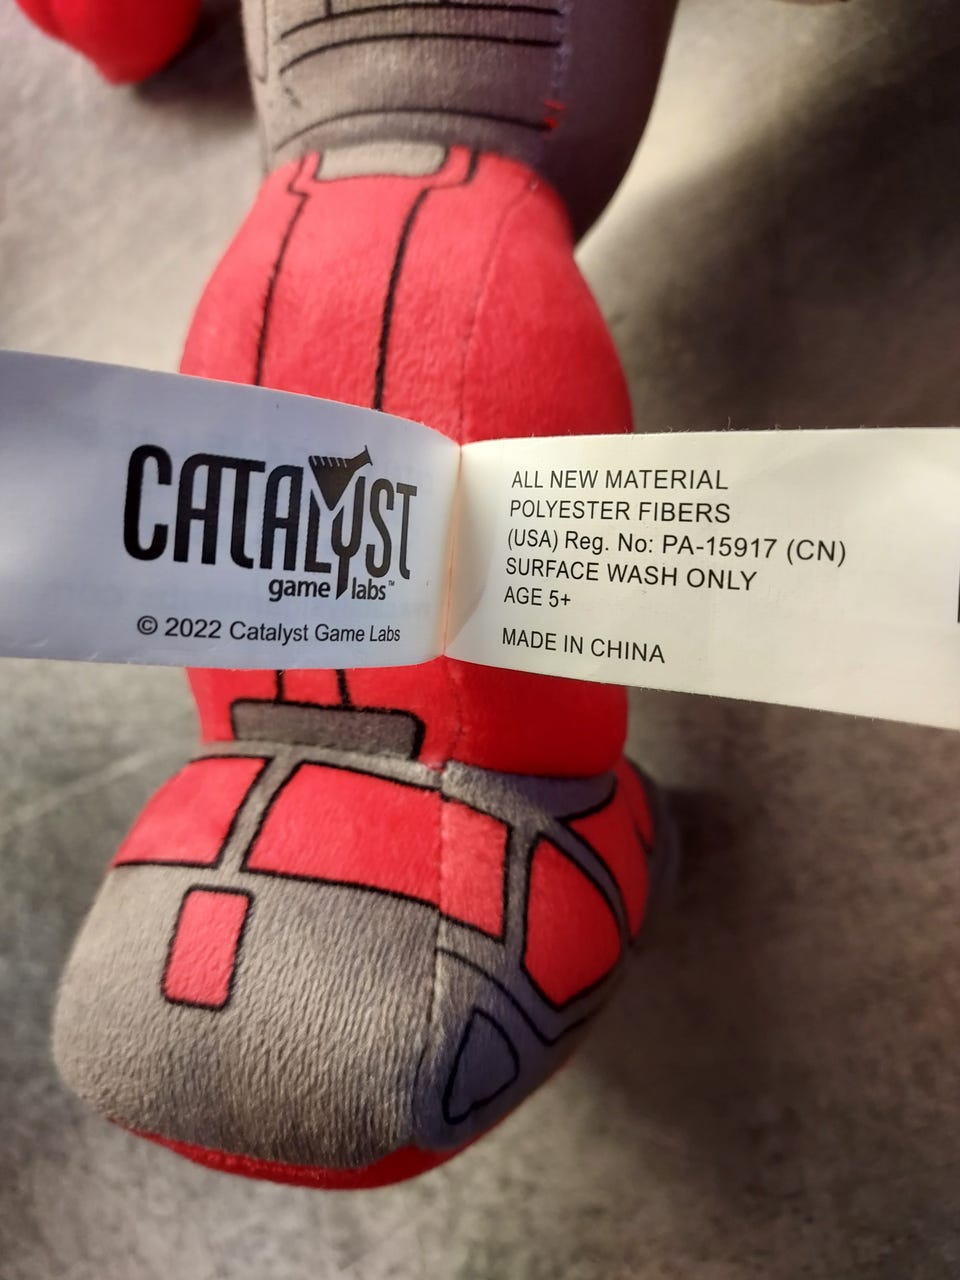 CATALYST
game labs™
© 2022 Catalyst Game Labs
ALL NEW MATERIAL
POLYESTER FIBERS
(USA) Reg. No: PA-15917 (CN)
SURFACE WASH ONLY
AGE 5+
MADE IN CHINA